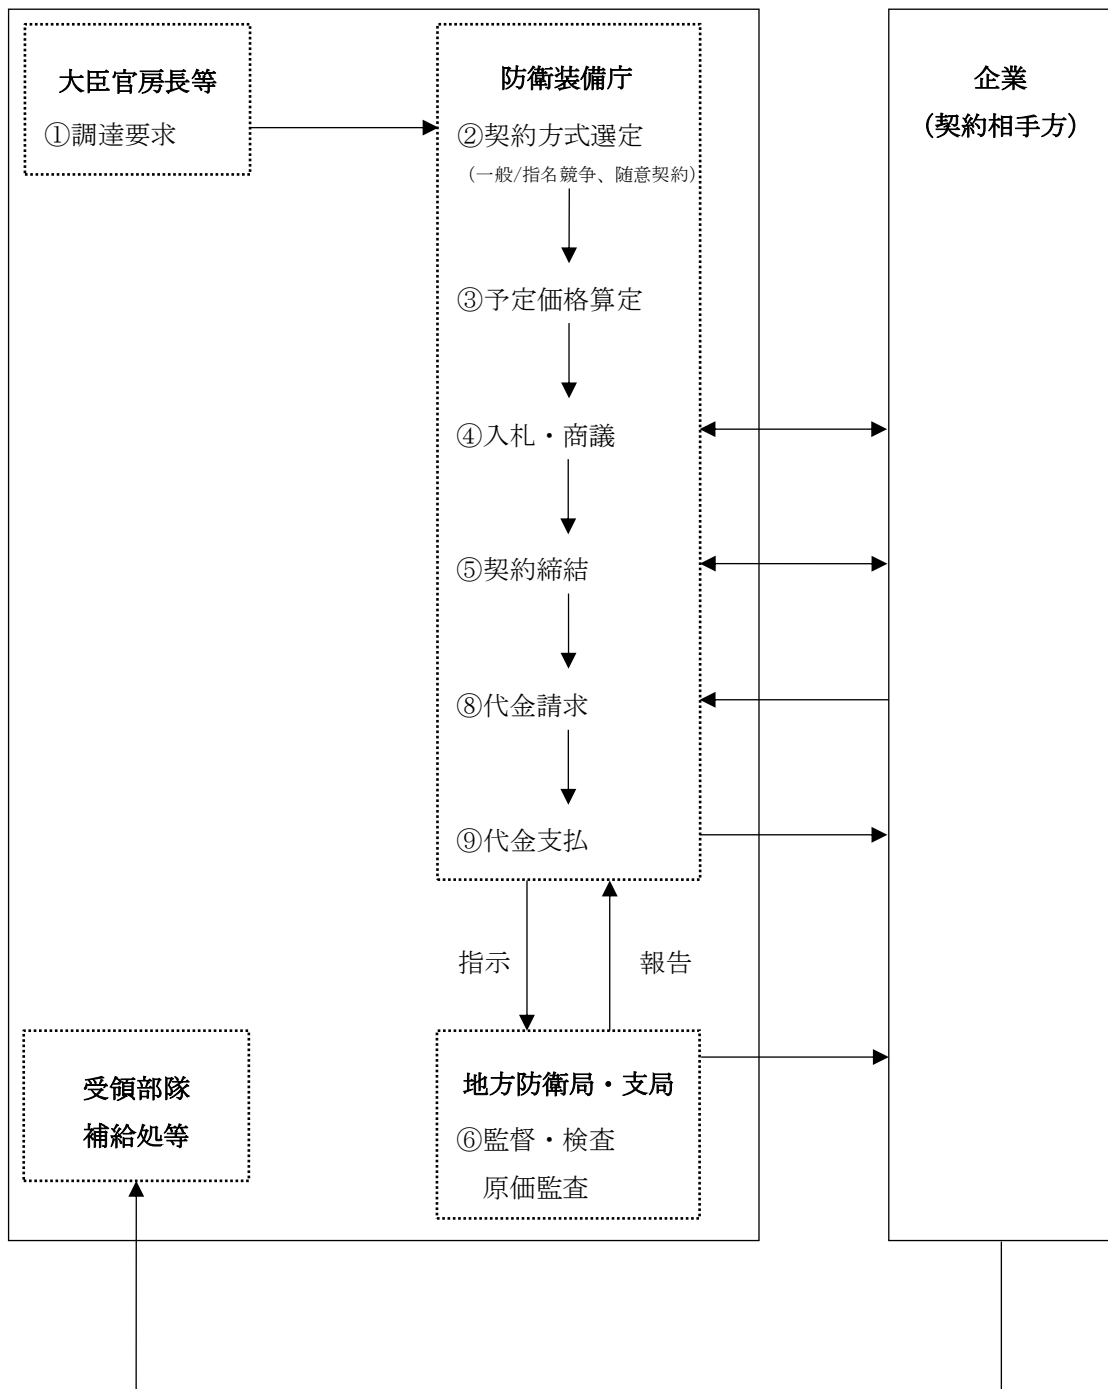 大臣官房長等
①調達要求
防衛装備庁
②契約方式選定
（一般/指名競争、随意契約）
③予定価格算定
④入札・商議
⑤契約締結
⑧代金請求
⑨代金支払
企業
（契約相手方）
指示
報告
受領部隊
補給処等
地方防衛局・支局
⑥監督・検査
原価監査